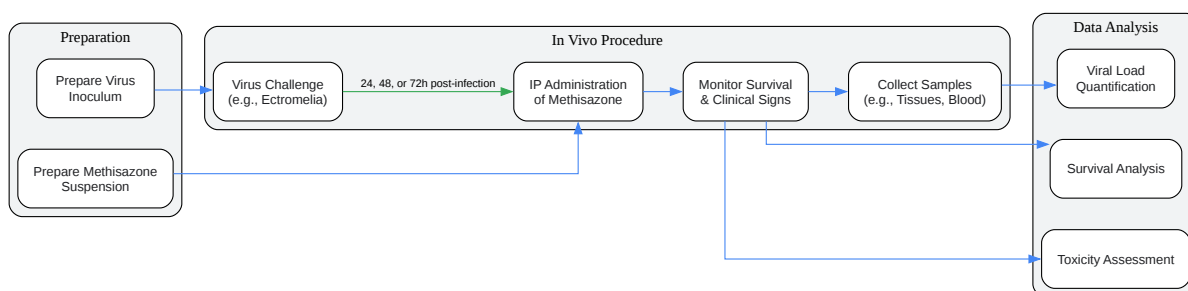 Preparation
Prepare Virus
Inoculum
Prepare Methisazone
Suspension
In Vivo Procedure
Virus Challenge
(e.g., Ectromelia)
24, 48, or 72h post-infection
IP Administration
of Methisazone
Monitor Survival
& Clinical Signs
Collect Samples
(e.g., Tissues, Blood)
Data Analysis
Viral Load
Quantification
Survival Analysis
Toxicity Assessment